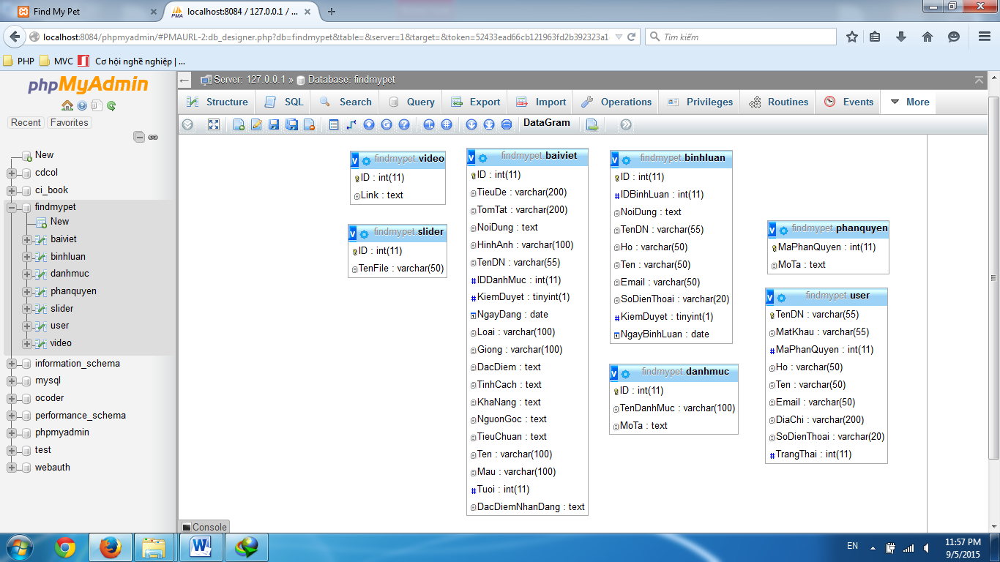 Find My Pet
localhost:8084 / 127.0.0.1 / ...
localhost:8084/phpmyadmin/#PMAURL-2:db_designer.php?db=findmypet&table=&server=1&target=&token=52433ead66cb121963fd2b392323a1
Tìm kiếm
PHP MVC Cơ hội nghề nghiệp | ...
phpMyAdmin
Recent Favorites
New
cdcol
ci_book
findmypet
New
baiviet
binhluan
danhmuc
phanquyen
slider
user
video
information_schema
mysql
ocoder
performance_schema
phpmyadmin
test
webauth
Server: 127.0.0.1 » Database: findmypet
Structure SQL Search Query Export Import Operations Privileges Routines Events More
DataGram
findmypet.video
ID : int(11)
Link : text
findmypet.slider
ID : int(11)
TenFile : varchar(50)
findmypet.baiviet
ID : int(11)
TieuDe : varchar(200)
TomTat : varchar(200)
NoiDung : text
HinhAnh : varchar(100)
TenDN : varchar(55)
#IDDanhMuc : int(11)
#KiemDuyet : tinyint(1)
NgayDang : date
Loai : varchar(100)
Giong : varchar(100)
DacDiem : text
TinhCach : text
KhaNang : text
NguonGoc : text
TieuChuan : text
Ten : varchar(100)
Mau : varchar(100)
#Tuoi : int(11)
DacDiemNhanDang : text
findmypet.binhluan
ID : int(11)
#IDBinhLuan : int(11)
NoiDung : text
TenDN : varchar(55)
Ho : varchar(50)
Ten : varchar(50)
Email : varchar(50)
SoDienThoai : varchar(20)
#KiemDuyet : tinyint(1)
NgayBinhLuan : date
findmypet.danhmuc
ID : int(11)
TenDanhMuc : varchar(100)
MoTa : text
findmypet.phanquyen
MaPhanQuyen : int(11)
MoTa : text
findmypet.user
TenDN : varchar(55)
MatKhau : varchar(55)
#MaPhanQuyen : int(11)
Ho : varchar(50)
Ten : varchar(50)
Email : varchar(50)
DiaChi : varchar(200)
SoDienThoai : varchar(20)
#TrangThai : int(11)
Console
EN
11:57 PM
9/5/2015